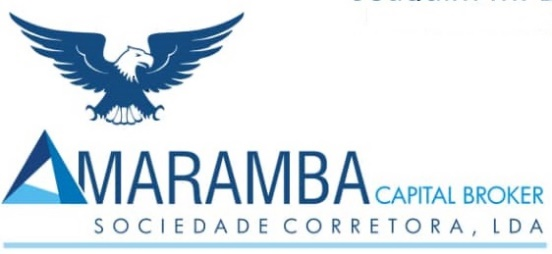 AMARAMBA CAPITAL BROKER
SOCIEDADE CORRETORA, LDA